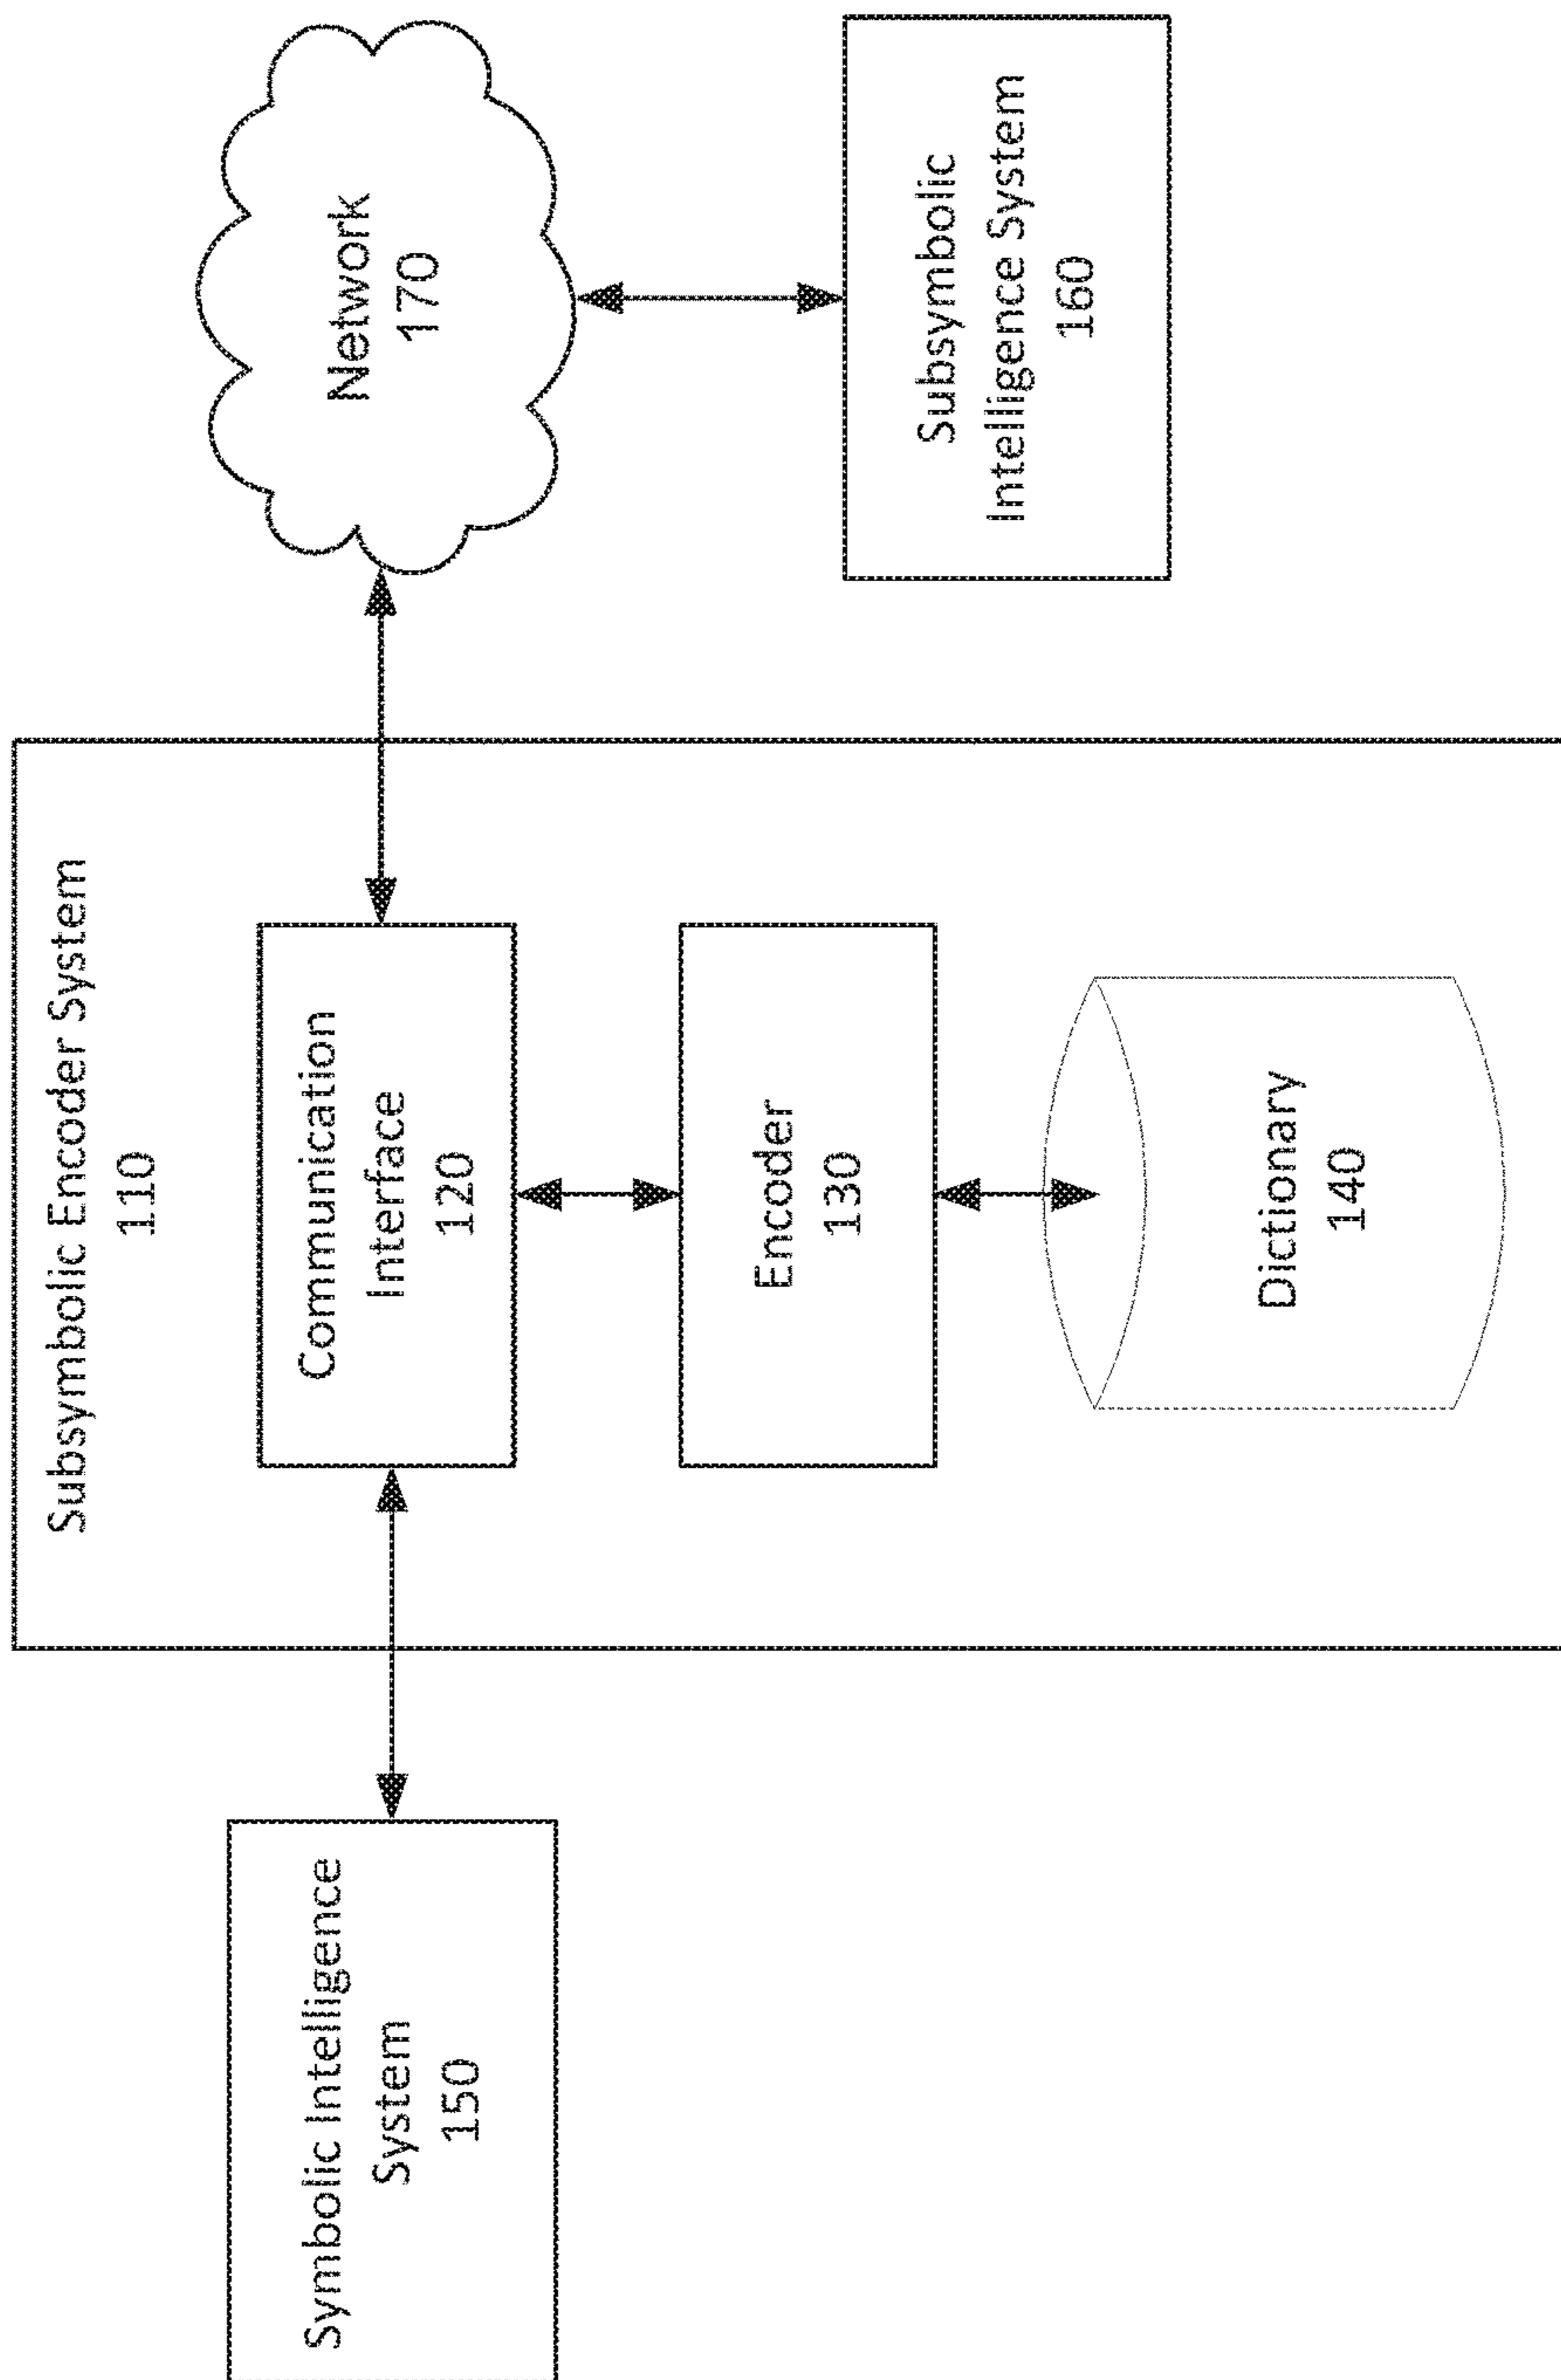 Subsymbolic Encoder System
110
Symbolic Intelligence
System
150
Communication
Interface
120
Network
170
Encoder
130
Subsymbolic
Intelligence System
160
Dictionary
140